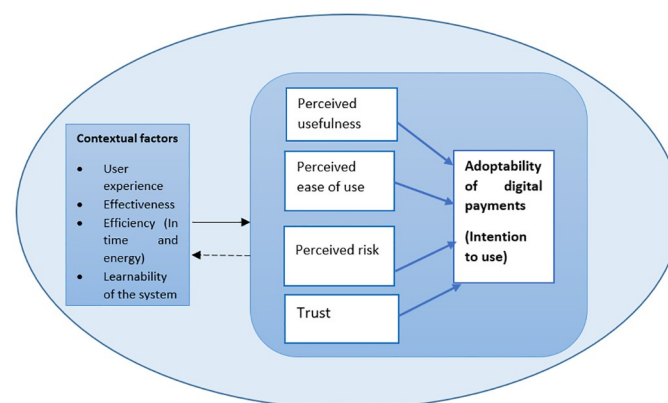 Contextual factors
• User
experience
• Effectiveness
• Efficiency (In
time and
energy)
• Learnability
of the system
Perceived
usefulness
Perceived
ease of use
Perceived risk
Trust
Adoptability
of digital
payments
(Intention
to use)